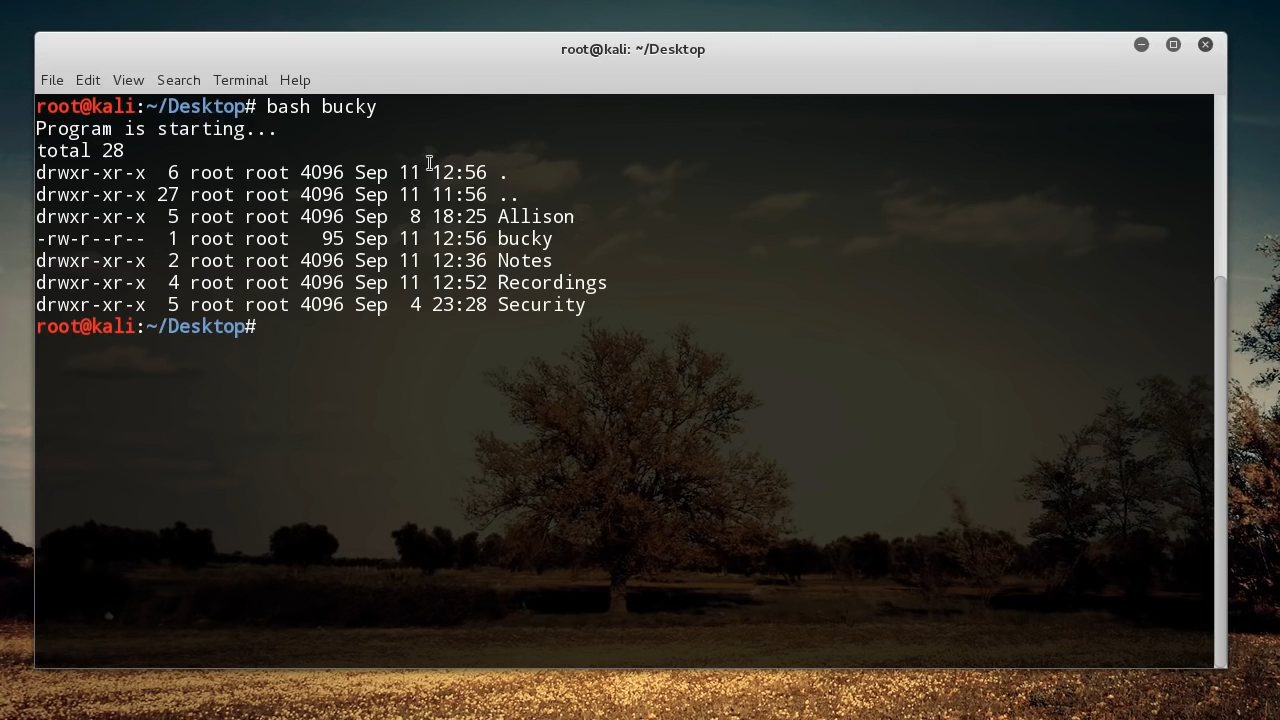 root@kali: ~/Desktop
File Edit View Search Terminal Help
root@kali:~/Desktop# bash bucky
Program is starting...
total 28
drwxr-xr-x  6 root root 4096 Sep 11 12:56 .
drwxr-xr-x 27 root root 4096 Sep 11 11:56 ..
drwxr-xr-x  5 root root 4096 Sep  8 18:25 Allison
-rw-r--r--  1 root root   95 Sep 11 12:56 bucky
drwxr-xr-x  2 root root 4096 Sep 11 12:36 Notes
drwxr-xr-x  4 root root 4096 Sep 11 12:52 Recordings
drwxr-xr-x  5 root root 4096 Sep  4 23:28 Security
root@kali:~/Desktop#